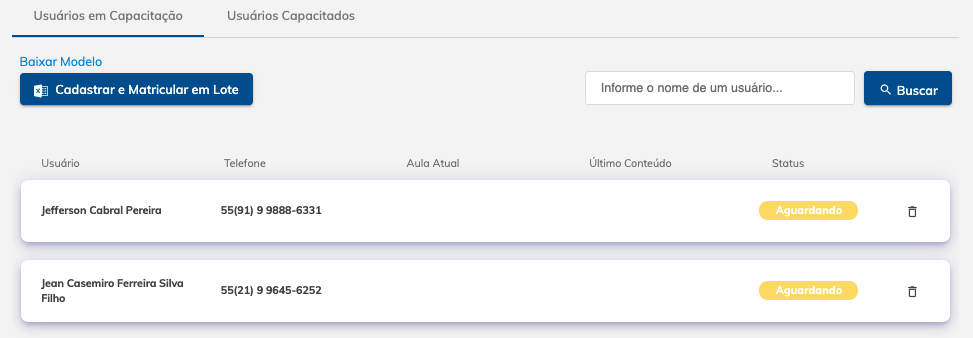 Usuários em Capacitação Usuários Capacitados
Baixar Modelo
Cadastrar e Matricular em Lote Informe o nome de um usuário... Buscar
Usuário Telefone Aula Atual Último Conteúdo Status
Jefferson Cabral Pereira 55(91) 9 9888-6331 Aguardando
Jean Casemiro Ferreira Silva
Filho 55(21) 9 9645-6252 Aguardando